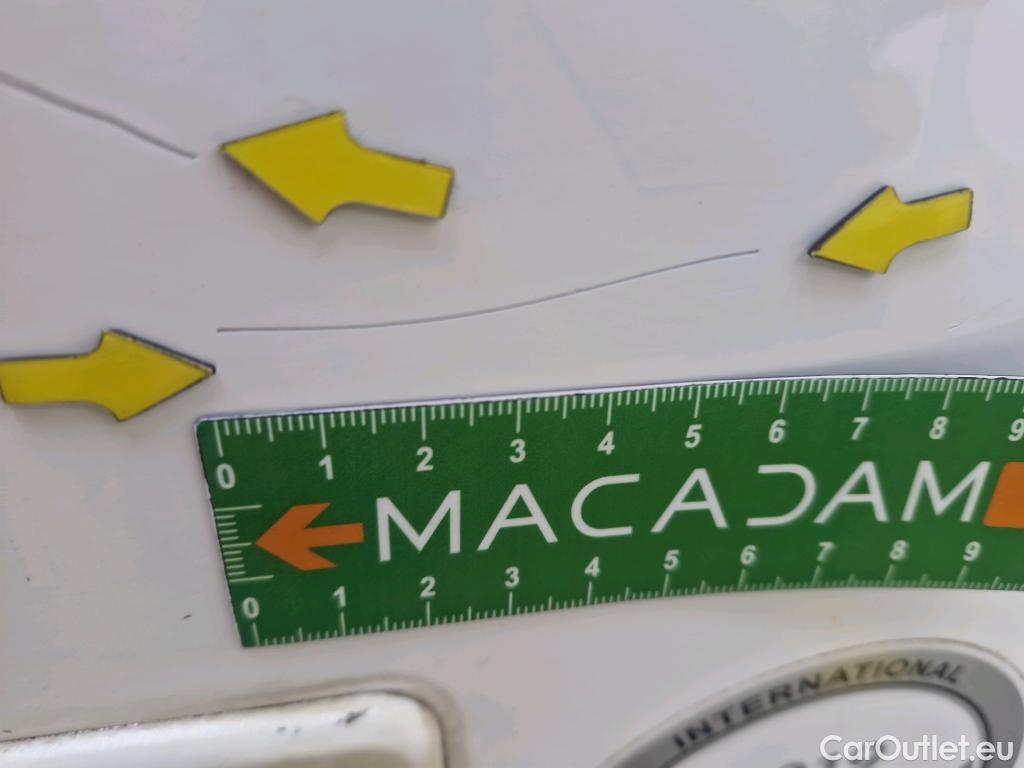 0 1 2 3 4 5 6 7 8 9
MACADAM
0 1 2 3 4 5 6 7 8 9
INTERNATIONAL
CarOutlet.eu